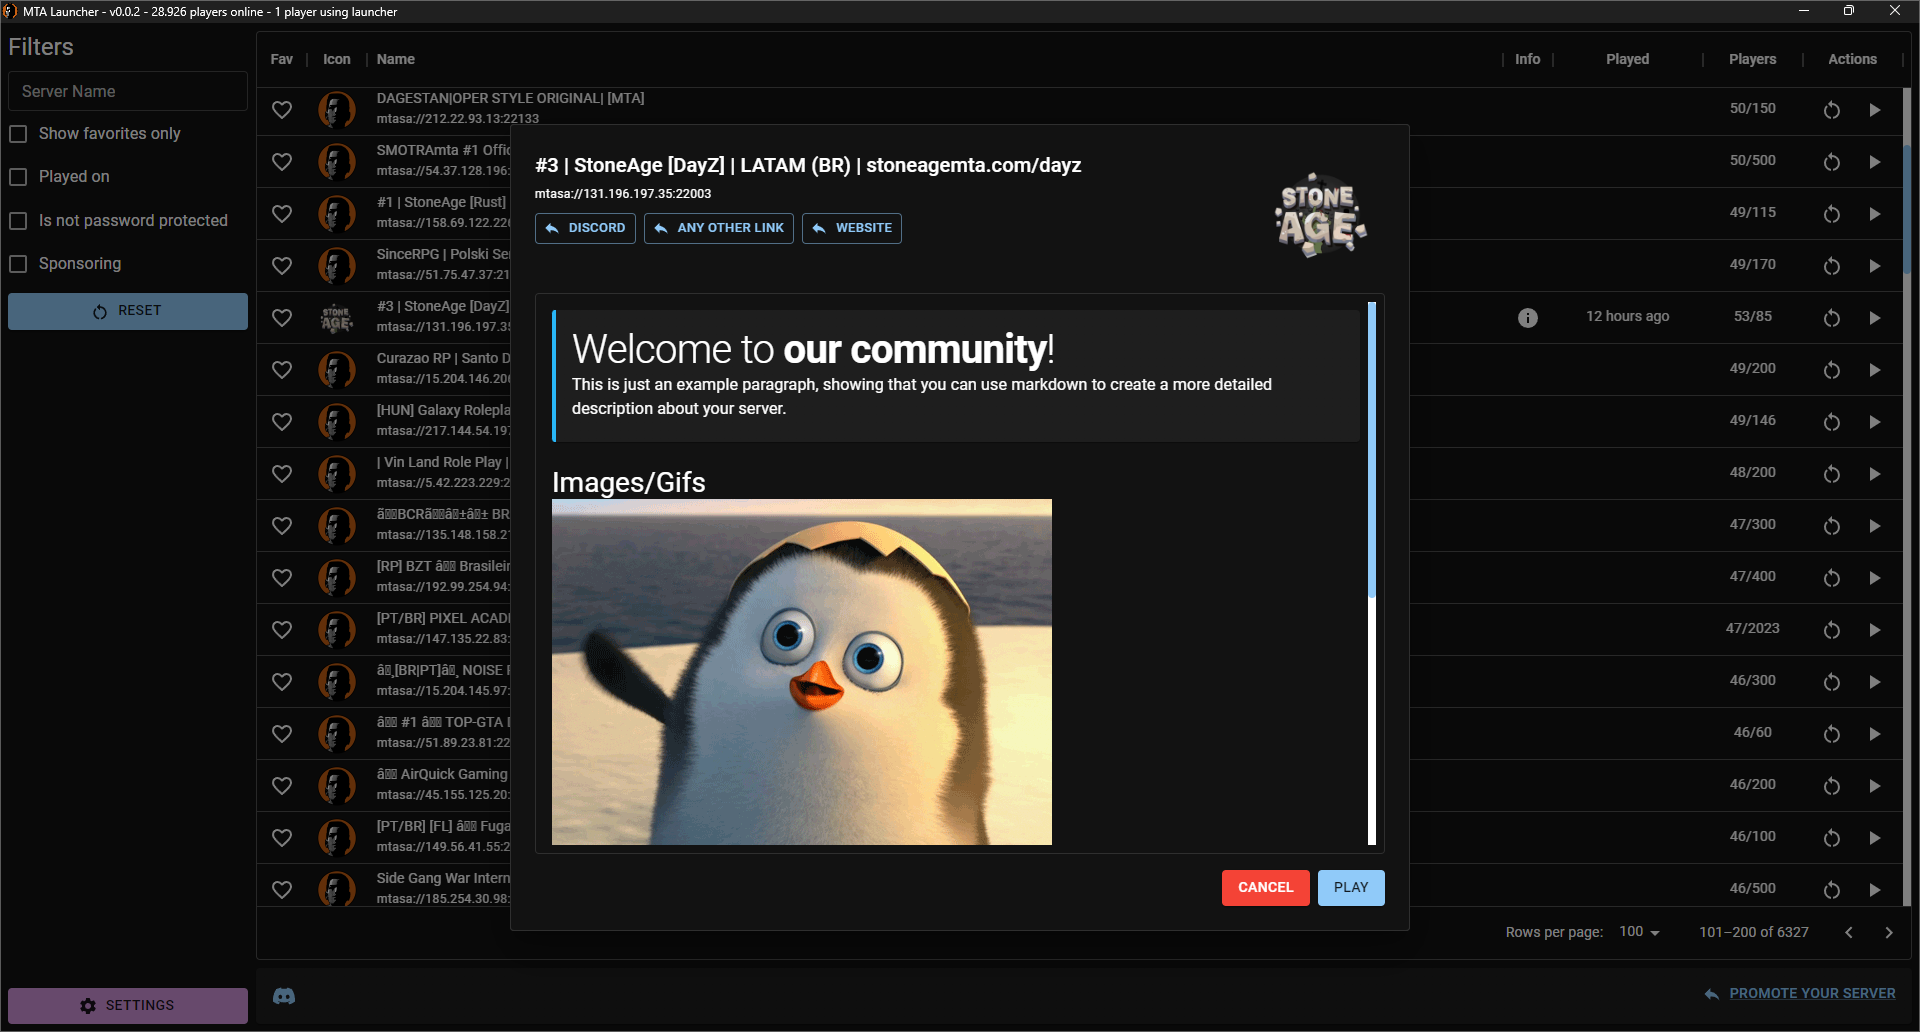 MTA Launcher - v0.0.2 - 28.926 players online - 1 player using launcher
Filters
Server Name
Show favorites only
Played on
Is not password protected
Sponsoring
RESET
SETTINGS
Fav Icon Name Info Played Players Actions
DAGESTAN|OPER STYLE ORIGINAL| [MTA]
mtasa://212.22.93.13:22133
50/150
SMOTRAmta #1 Offic
mtasa://54.37.128.196:
50/500
#1 | StoneAge [Rust]
mtasa://158.69.122.22
49/115
SinceRPG | Polski Se
mtasa://51.75.47.37:21
49/170
#3 | StoneAge [DayZ]
mtasa://131.196.197.3
12 hours ago
53/85
Curazao RP | Santo D
mtasa://15.204.146.20
49/200
[HUN] Galaxy Rolepla
mtasa://217.144.54.197
49/146
| Vin Land Role Play |
mtasa://5.42.223.229:2
48/200
BCR BR
mtasa://135.148.158.2
47/300
[RP] BZT Brasilei
mtasa://192.99.254.94:
47/400
[PT/BR] PIXEL ACAD
mtasa://147.135.22.83:
47/2023
[BR|PT] NOISE
mtasa://15.204.145.97:
46/300
#1 TOP-GTA
mtasa://51.89.23.81:22
46/60
AirQuick Gaming
mtasa://45.155.125.20:
46/200
[PT/BR] [FL] Fuga
mtasa://149.56.41.55:2
46/100
Side Gang War Intern
mtasa://185.254.30.98:
46/500
#3 | StoneAge [DayZ] | LATAM (BR) | stoneagemta.com/dayz
mtasa://131.196.197.35:22003
DISCORD ANY OTHER LINK WEBSITE
STONE
AGE
Welcome to our community!
This is just an example paragraph, showing that you can use markdown to create a more detailed
description about your server.
Images/Gifs
CANCEL PLAY
Rows per page: 100 101–200 of 6327
PROMOTE YOUR SERVER